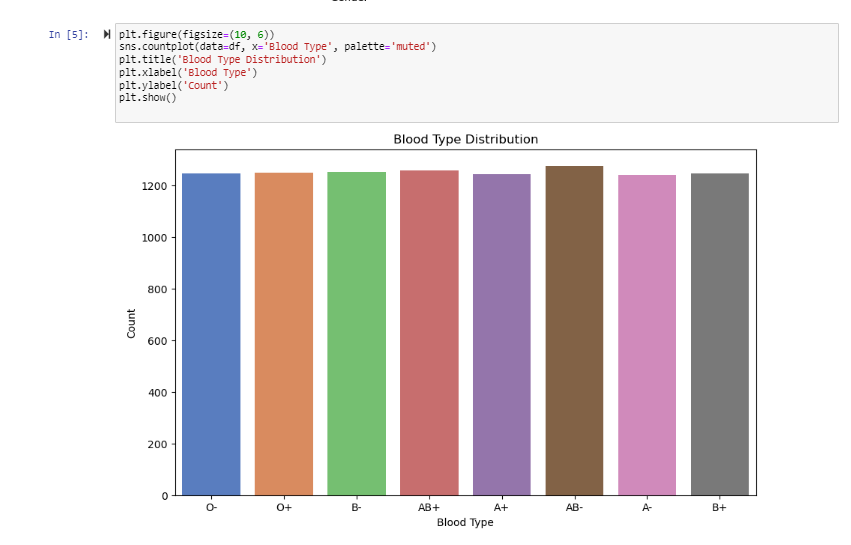 In [5]:
plt.figure(figsize=(10, 6))
sns.countplot(data=df, x='Blood Type', palette='muted')
plt.title('Blood Type Distribution')
plt.xlabel('Blood Type')
plt.ylabel('Count')
plt.show()
Blood Type Distribution
1200
1000
800
600
400
200
0
Count
O- O+ B- AB+ A+ AB- A- B+
Blood Type